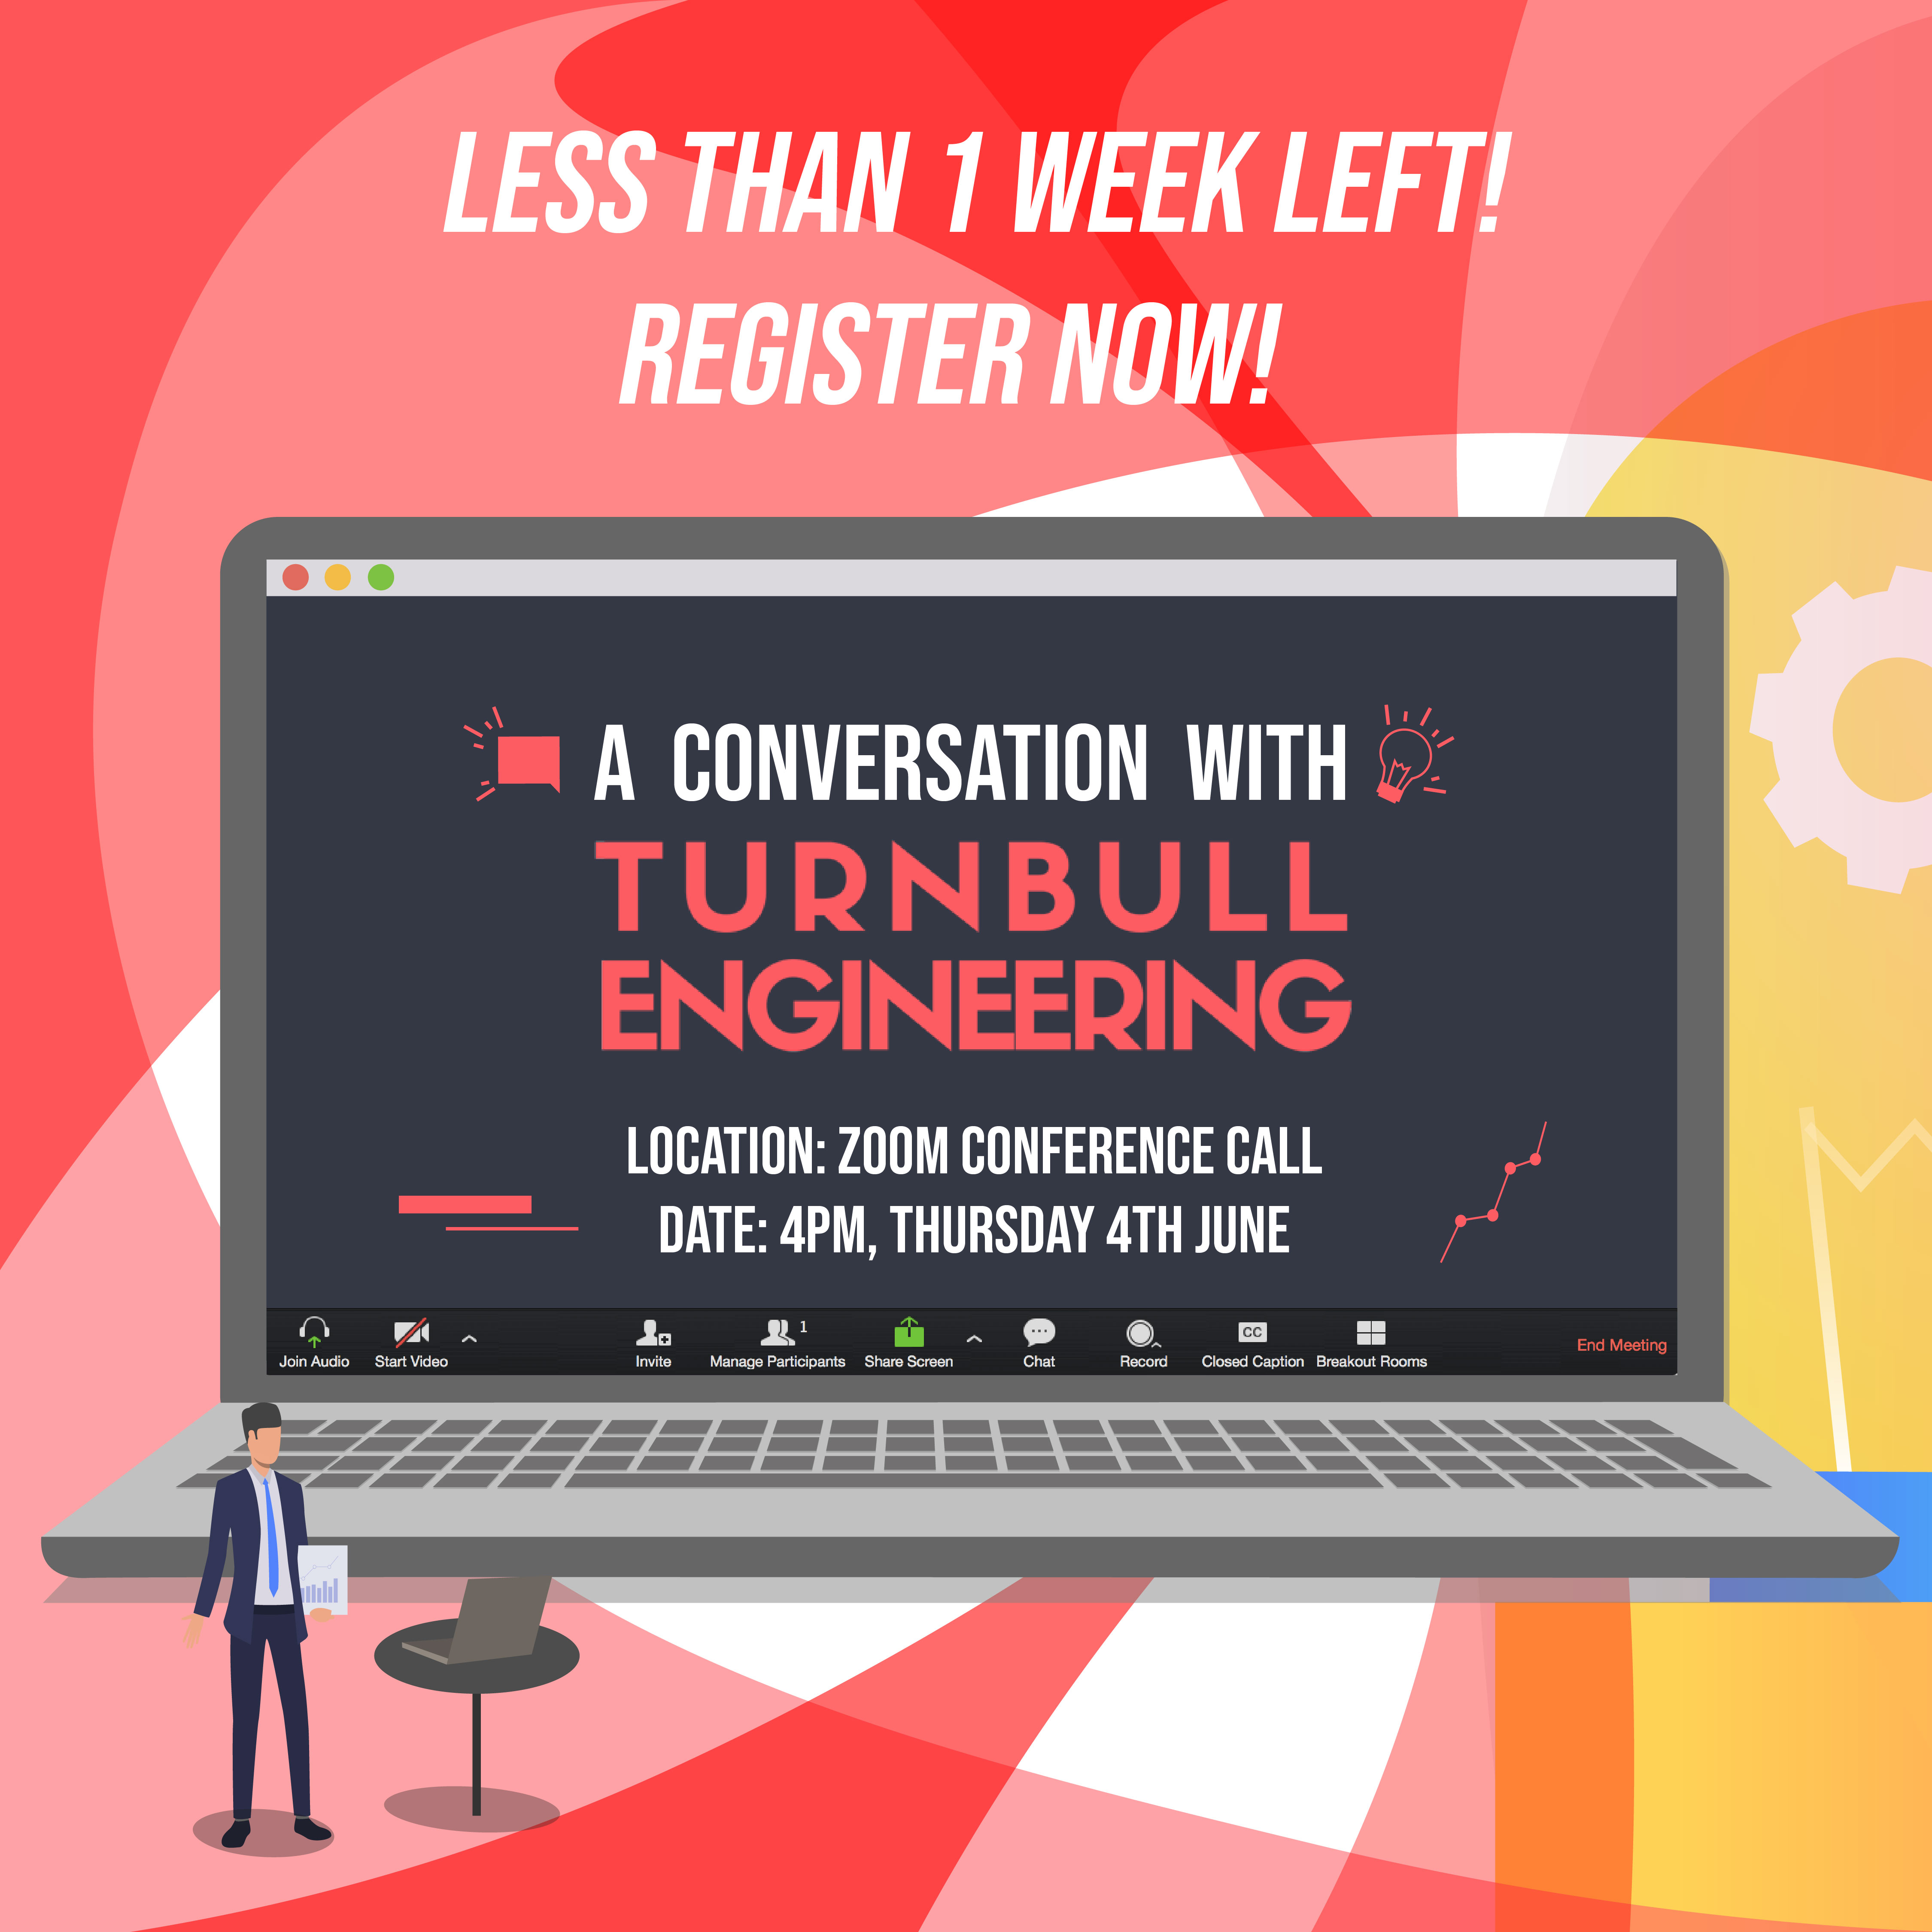 LESS THAN 1 WEEK LEFT!
REGISTER NOW!
A CONVERSATION WITH
TURNBULL
ENGINEERING
LOCATION: ZOOM CONFERENCE CALL
DATE: 4PM, THURSDAY 4TH JUNE
1
Join Audio Start Video Invite Manage Participants Share Screen Chat Record CC Closed Caption Breakout Rooms End Meeting